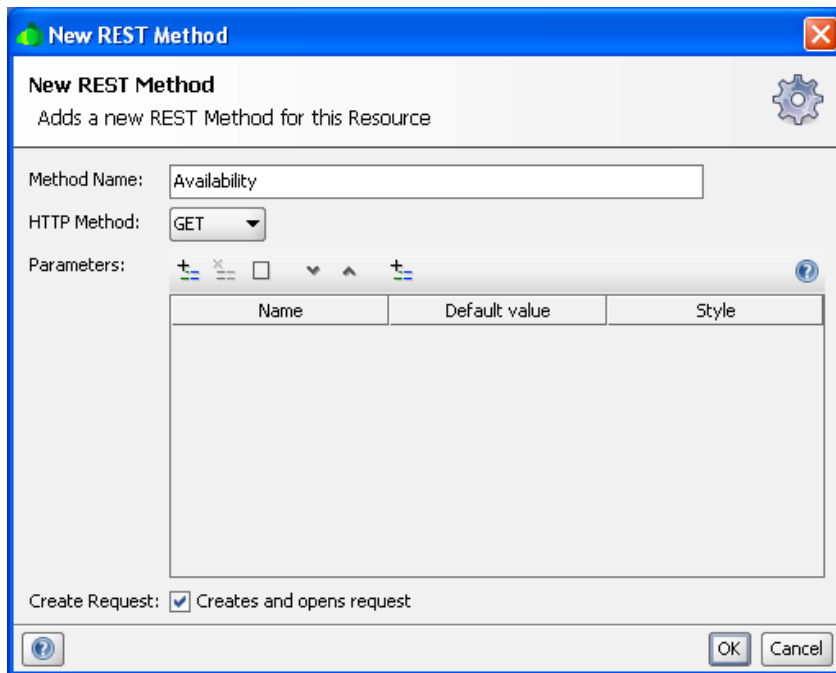 New REST Method
New REST Method
Adds a new REST Method for this Resource
Method Name: Availability
HTTP Method: GET
Parameters:
Name Default value Style
Create Request: Creates and opens request
OK Cancel